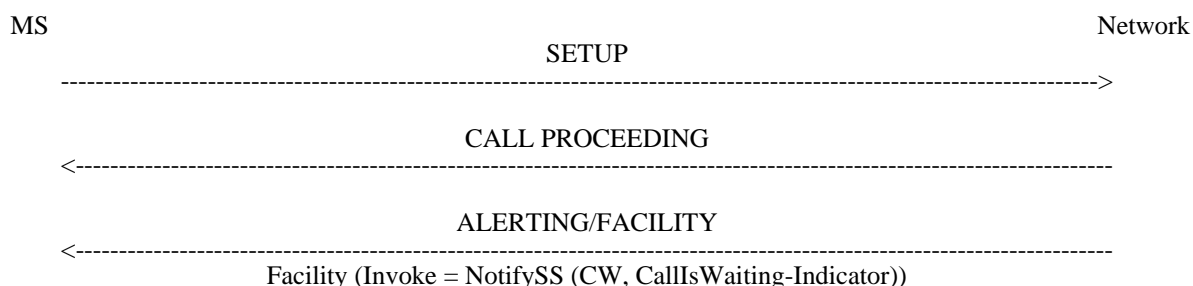 MS Network
SETUP
------------------------------------------------------------------------------------------------------------------------>
CALL PROCEEDING
<------------------------------------------------------------------------------------------------------------------------
ALERTING/FACILITY
<------------------------------------------------------------------------------------------------------------------------
Facility (Invoke = NotifySS (CW, CallIsWaiting-Indicator))